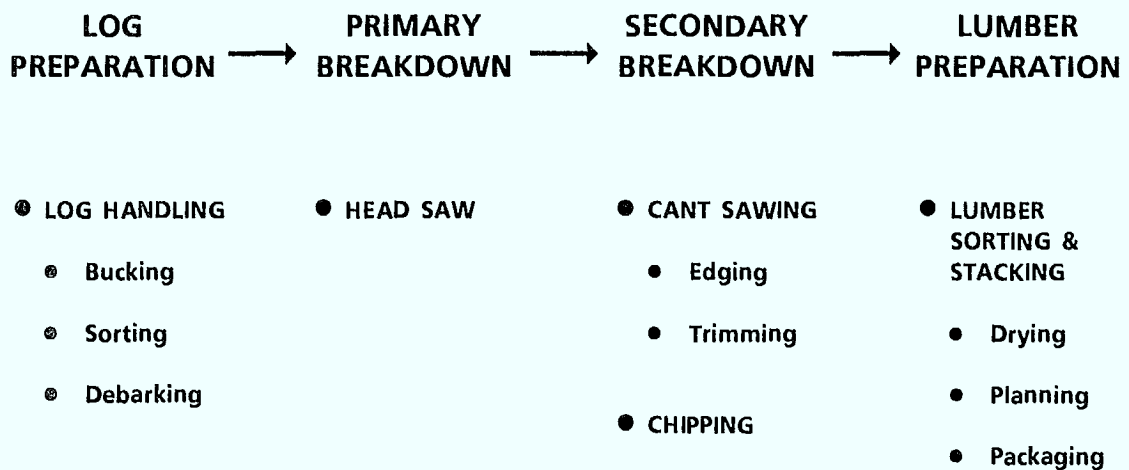 LOG PREPARATION → PRIMARY BREAKDOWN → SECONDARY BREAKDOWN → LUMBER PREPARATION
● LOG HANDLING
● Bucking
● Sorting
● Debarking
● HEAD SAW
● CANT SAWING
● Edging
● Trimming
● CHIPPING
● LUMBER
SORTING &
STACKING
● Drying
● Planning
● Packaging